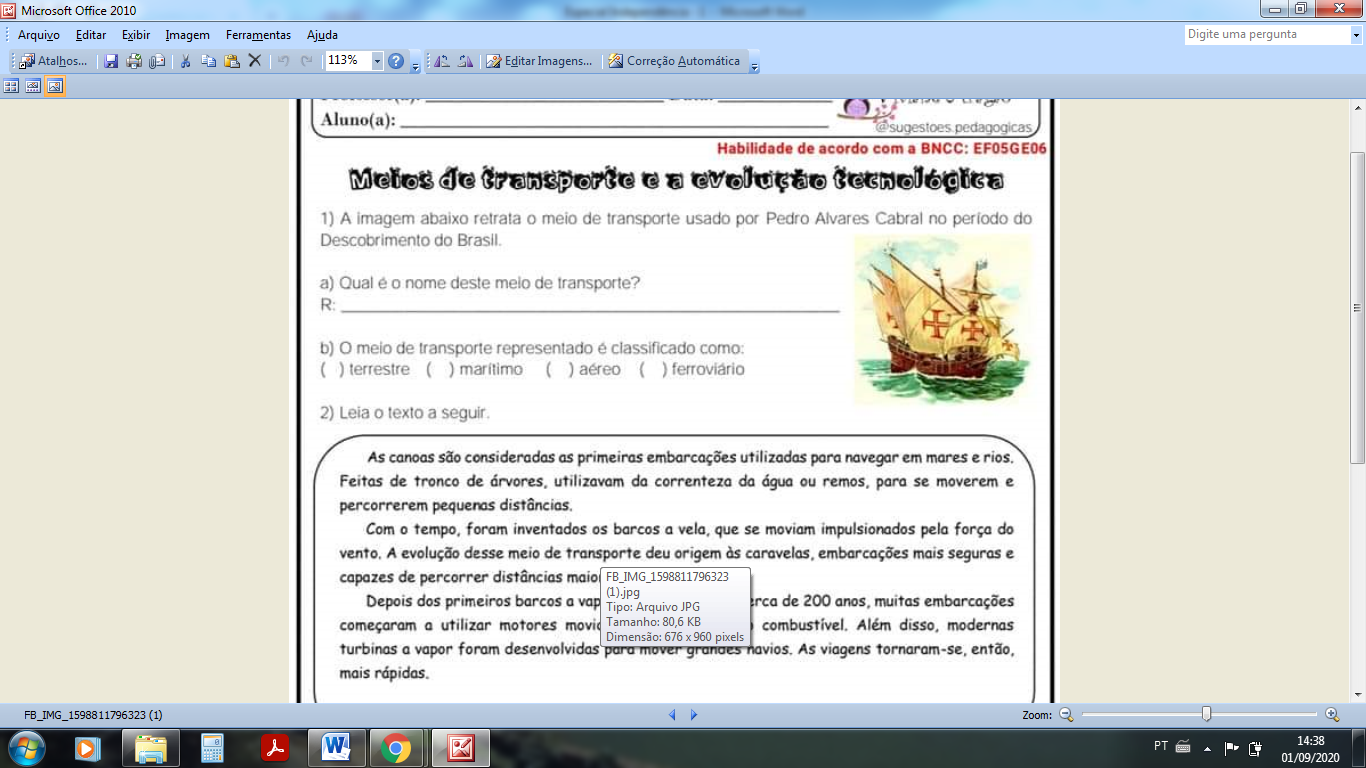 Microsoft Office 2010
Arquivo Editar Exibir Imagem Ferramentas Ajuda
Digite uma pergunta
Atalhos... 113% Editar Imagens... Correção Automática
Aluno(a):
@sugestoes.pedagogicas
Habilidade de acordo com a BNCC: EF05GE06
Meios de transporte e a evolução tecnológica
1) A imagem abaixo retrata o meio de transporte usado por Pedro Alvares Cabral no período do
Descobrimento do Brasil.
a) Qual é o nome deste meio de transporte?
R:
b) O meio de transporte representado é classificado como:
( ) terrestre ( ) marítimo ( ) aéreo ( ) ferroviário
2) Leia o texto a seguir.
As canoas são consideradas as primeiras embarcações utilizadas para navegar em mares e rios.
Feitas de tronco de árvores, utilizavam da correnteza da água ou remos, para se moverem e
percorrerem pequenas distâncias.
Com o tempo, foram inventados os barcos a vela, que se moviam impulsionados pela força do
vento. A evolução desse meio de transporte deu origem às caravelas, embarcações mais seguras e
capazes de percorrer distâncias
Depois dos primeiros barcos a cerca de 200 anos, muitas embarcações
começaram a utilizar motores combustível. Além disso, modernas
turbinas a vapor foram desenvolvidas para mover grandes navios. As viagens tornaram-se, então,
mais rápidas.
FB_IMG_1598811796323
(1).jpg
Tipo: Arquivo JPG
Tamanho: 80,6 KB
Dimensão: 676 x 960 pixels
FB_IMG_1598811796323 (1)
Zoom:
PT
14:38
01/09/2020